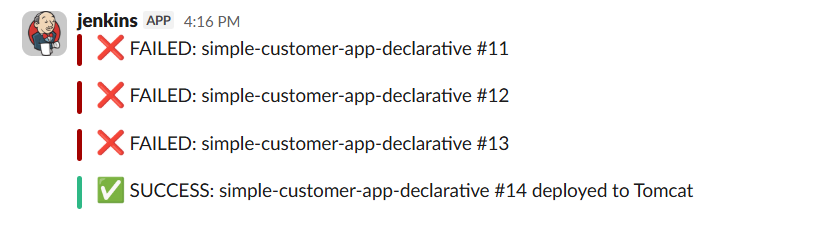 jenkins APP 4:16 PM
❌ FAILED: simple-customer-app-declarative #11
❌ FAILED: simple-customer-app-declarative #12
❌ FAILED: simple-customer-app-declarative #13
✅ SUCCESS: simple-customer-app-declarative #14 deployed to Tomcat